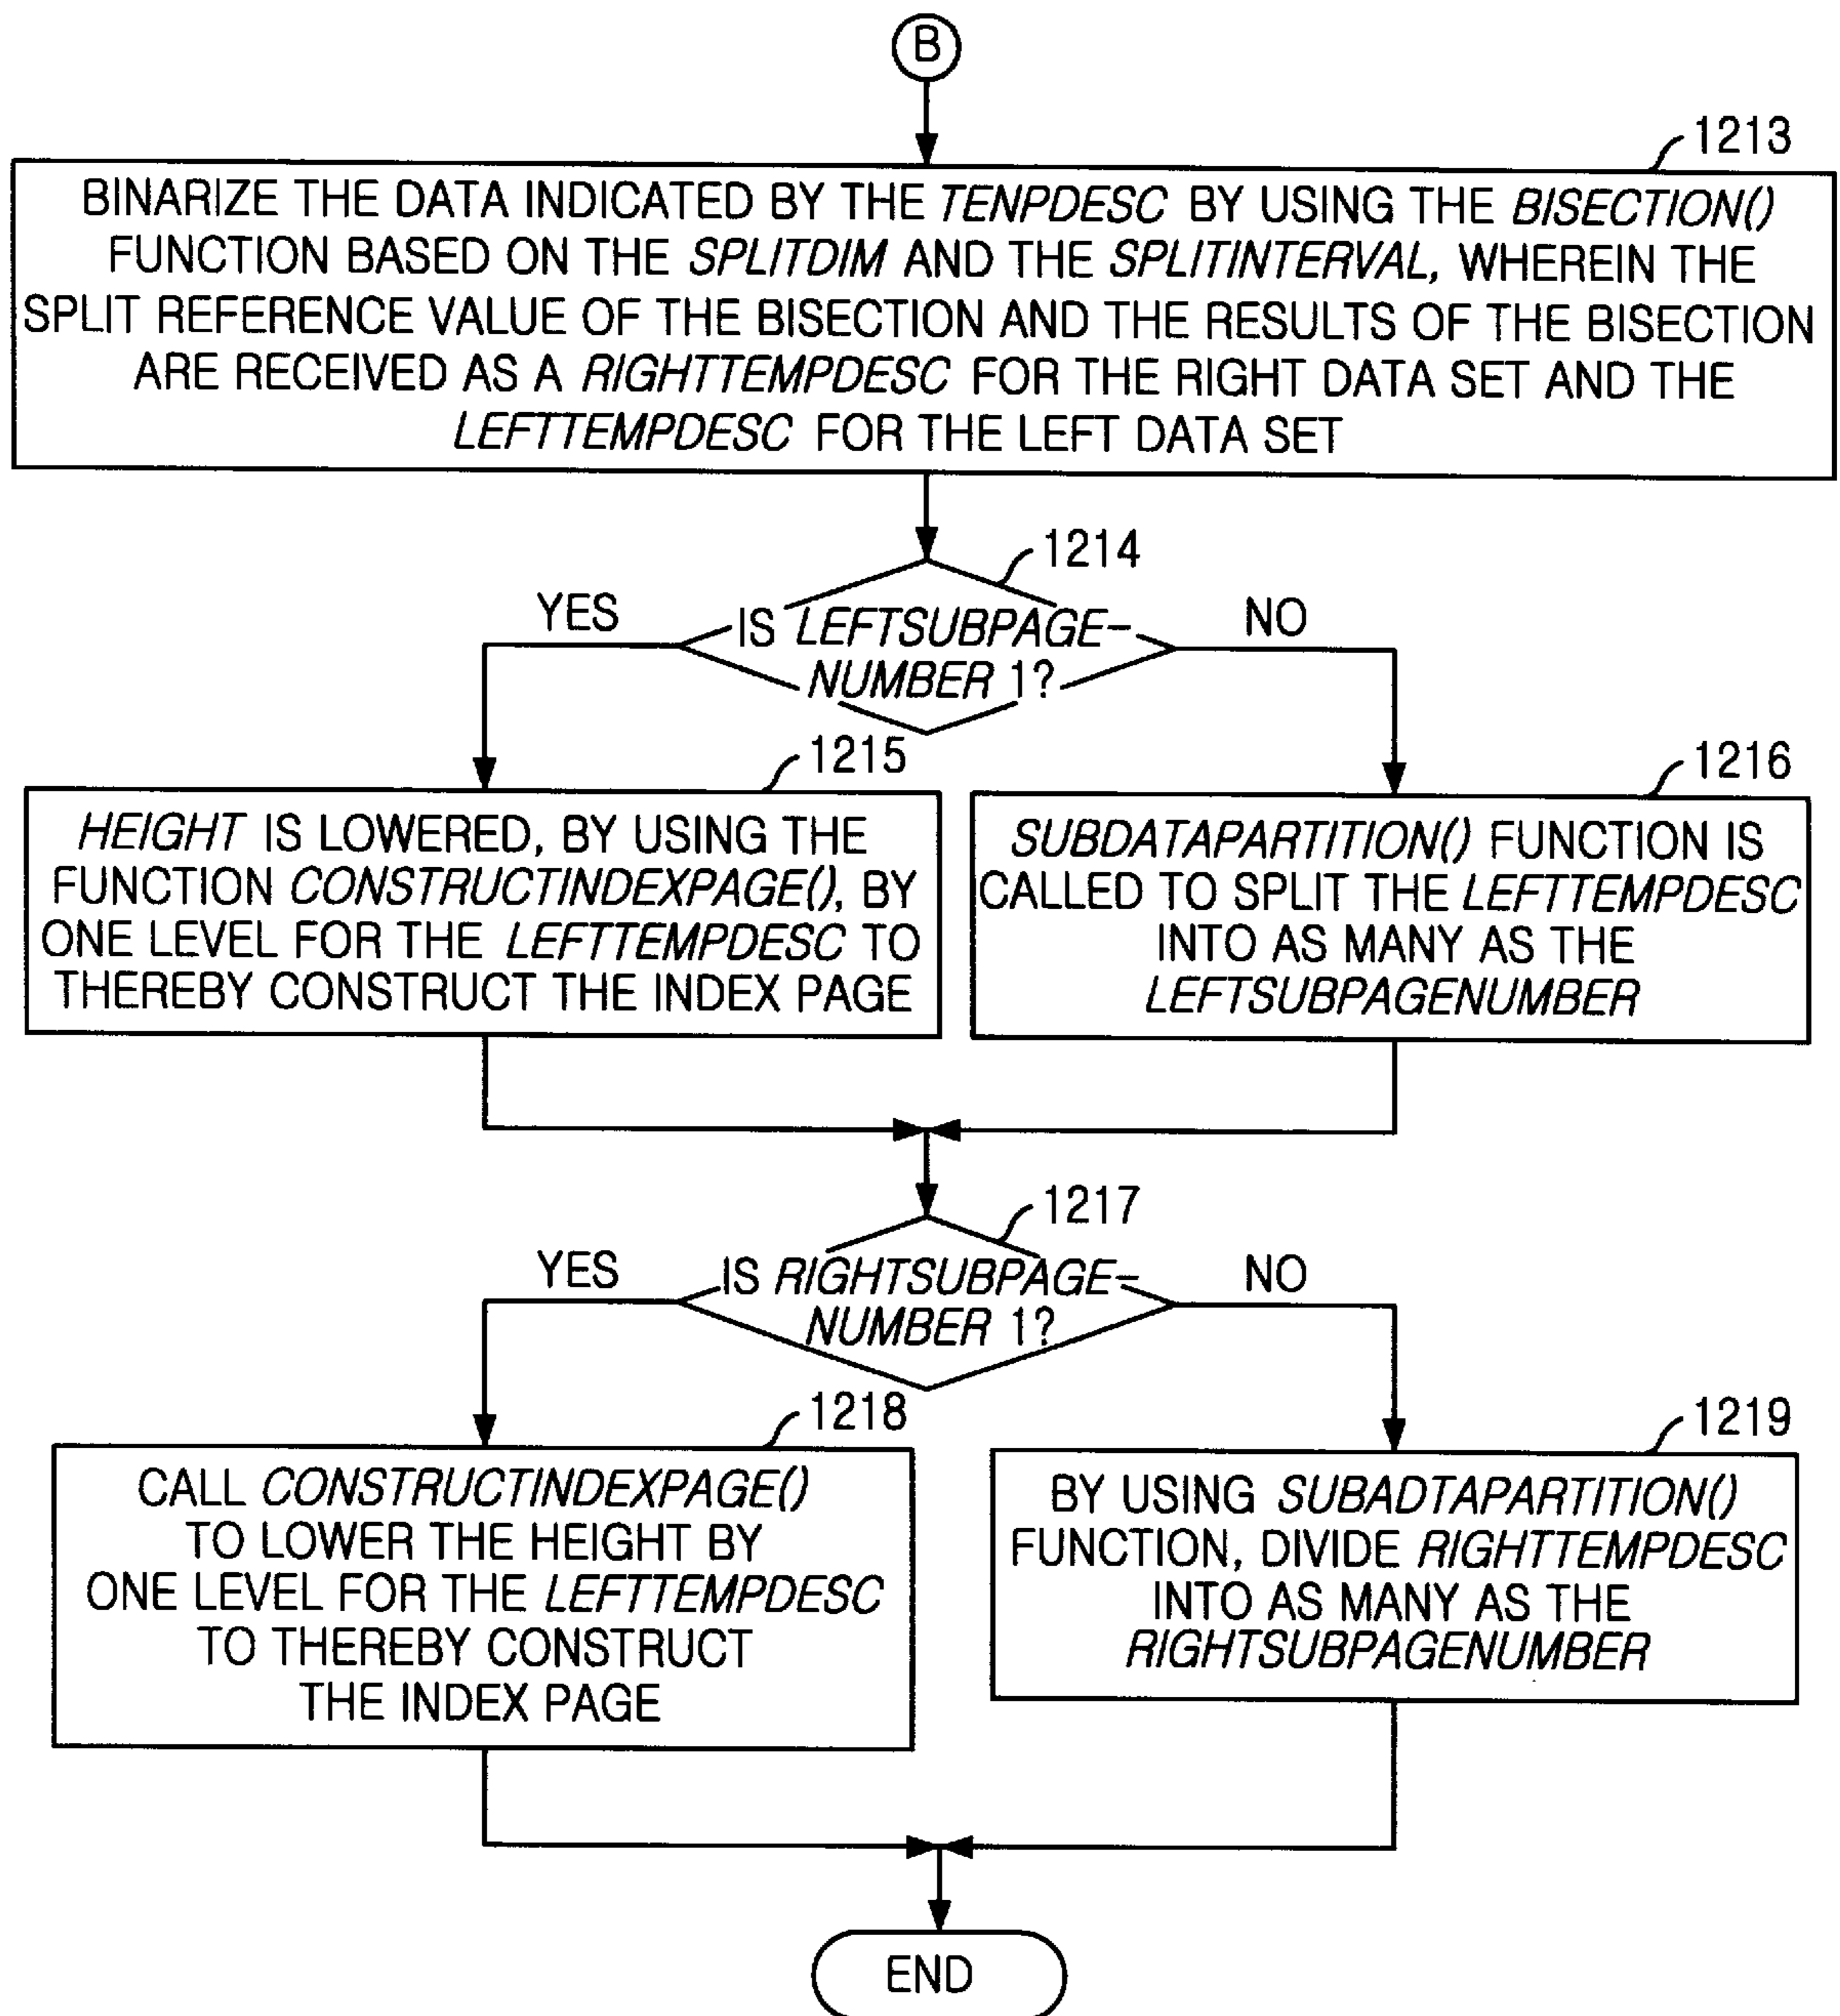 B
1213
BINARIZE THE DATA INDICATED BY THE TENPDESC BY USING THE BISECTION()
FUNCTION BASED ON THE SPLITDIM AND THE SPLITINTERVAL, WHEREIN THE
SPLIT REFERENCE VALUE OF THE BISECTION AND THE RESULTS OF THE BISECTION
ARE RECEIVED AS A RIGHTTEMPDESC FOR THE RIGHT DATA SET AND THE
LEFTTEMPDESC FOR THE LEFT DATA SET
1214
YES
IS LEFTSUBPAGE-
NUMBER 1?
NO
1215
HEIGHT IS LOWERED, BY USING THE
FUNCTION CONSTRUCTINDEXPAGE(), BY
ONE LEVEL FOR THE LEFTTEMPDESC TO
THEREBY CONSTRUCT THE INDEX PAGE
1216
SUBDATAPARTITION() FUNCTION IS
CALLED TO SPLIT THE LEFTTEMPDESC
INTO AS MANY AS THE
LEFTSUBPAGENUMBER
1217
YES
IS RIGHTSUBPAGE-
NUMBER 1?
NO
1218
CALL CONSTRUCTINDEXPAGE()
TO LOWER THE HEIGHT BY
ONE LEVEL FOR THE LEFTTEMPDESC
TO THEREBY CONSTRUCT
THE INDEX PAGE
1219
BY USING SUBADTAPARTITION()
FUNCTION, DIVIDE RIGHTTEMPDESC
INTO AS MANY AS THE
RIGHTSUBPAGENUMBER
END